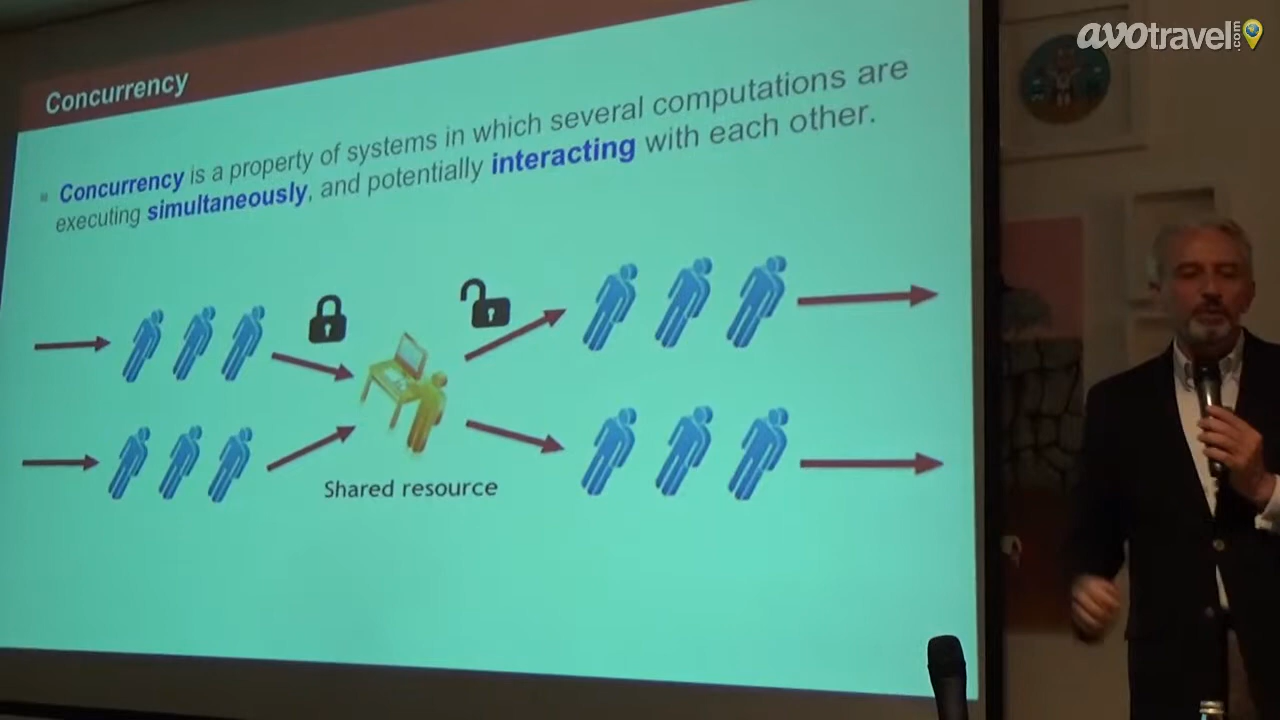 avotravel.com
Concurrency
Concurrency is a property of systems in which several computations are
executing simultaneously, and potentially interacting with each other.
Shared resource